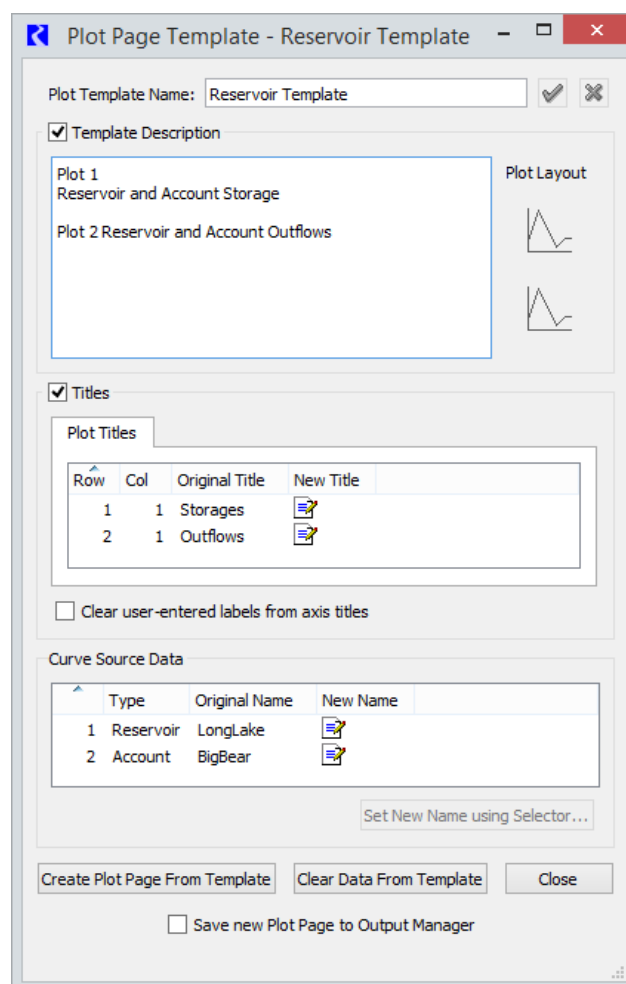 Plot Page Template - Reservoir Template
Plot Template Name: Reservoir Template
Template Description
Plot 1
Reservoir and Account Storage
Plot 2 Reservoir and Account Outflows
Plot Layout
Titles
Plot Titles
Row Col Original Title New Title
1 1 Storages
2 1 Outflows
Clear user-entered labels from axis titles
Curve Source Data
Type Original Name New Name
1 Reservoir LongLake
2 Account BigBear
Set New Name using Selector...
Create Plot Page From Template Clear Data From Template Close
Save new Plot Page to Output Manager